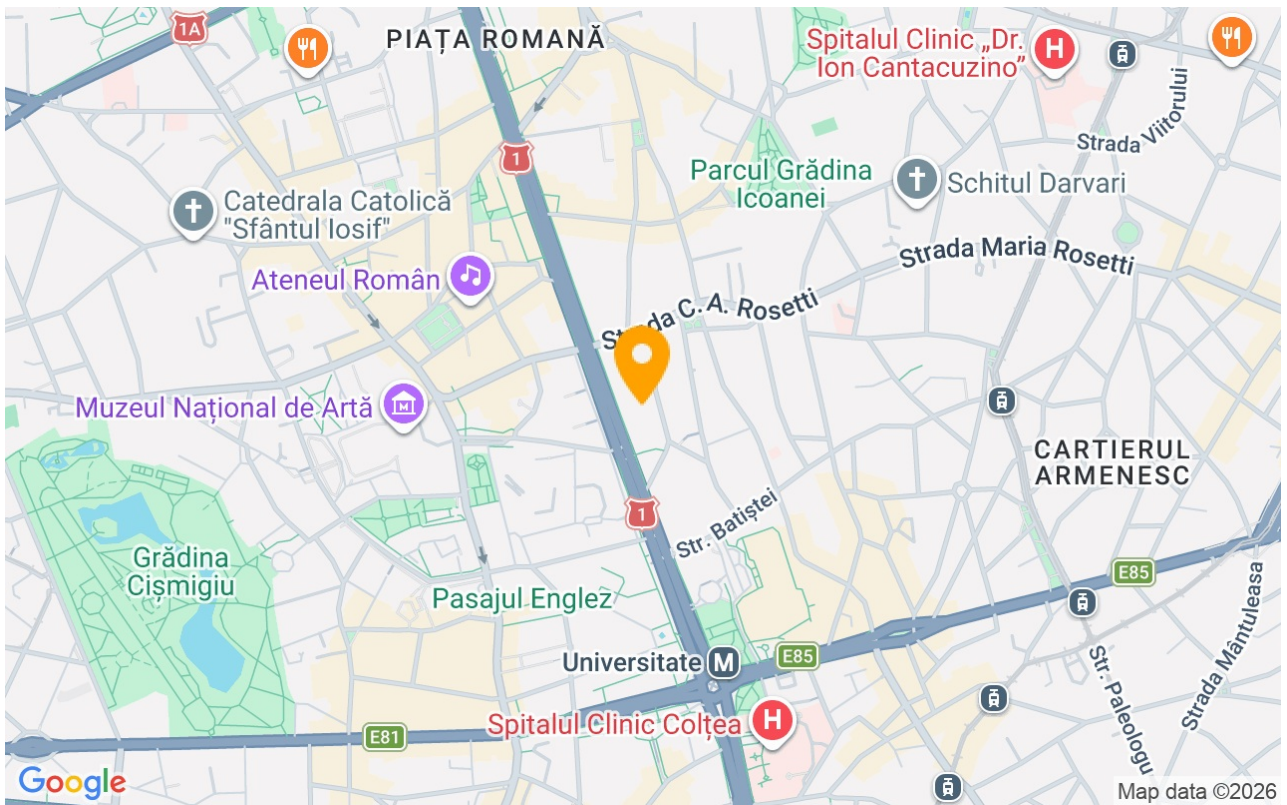 1A
PIAȚA ROMANĂ
Spitalul Clinic „Dr.
Ion Cantacuzino”
H
Strada Viitorului
1
Parcul Grădina
Icoanei
Schitul Darvari
Catedrala Catolică
"Sfântul Iosif"
Strada Maria Rosetti
Ateneul Român
Strada C. A. Rosetti
Muzeul Național de Artă
M
CARTIERUL
ARMENESC
1
Str. Batiștei
Grădina
Cișmigiu
E85
Pasajul Englez
Universitate
M
E85
Strada Mântuleasa
Str. Paleologu
Spitalul Clinic Colțea
H
E81
Google
Map data ©2026